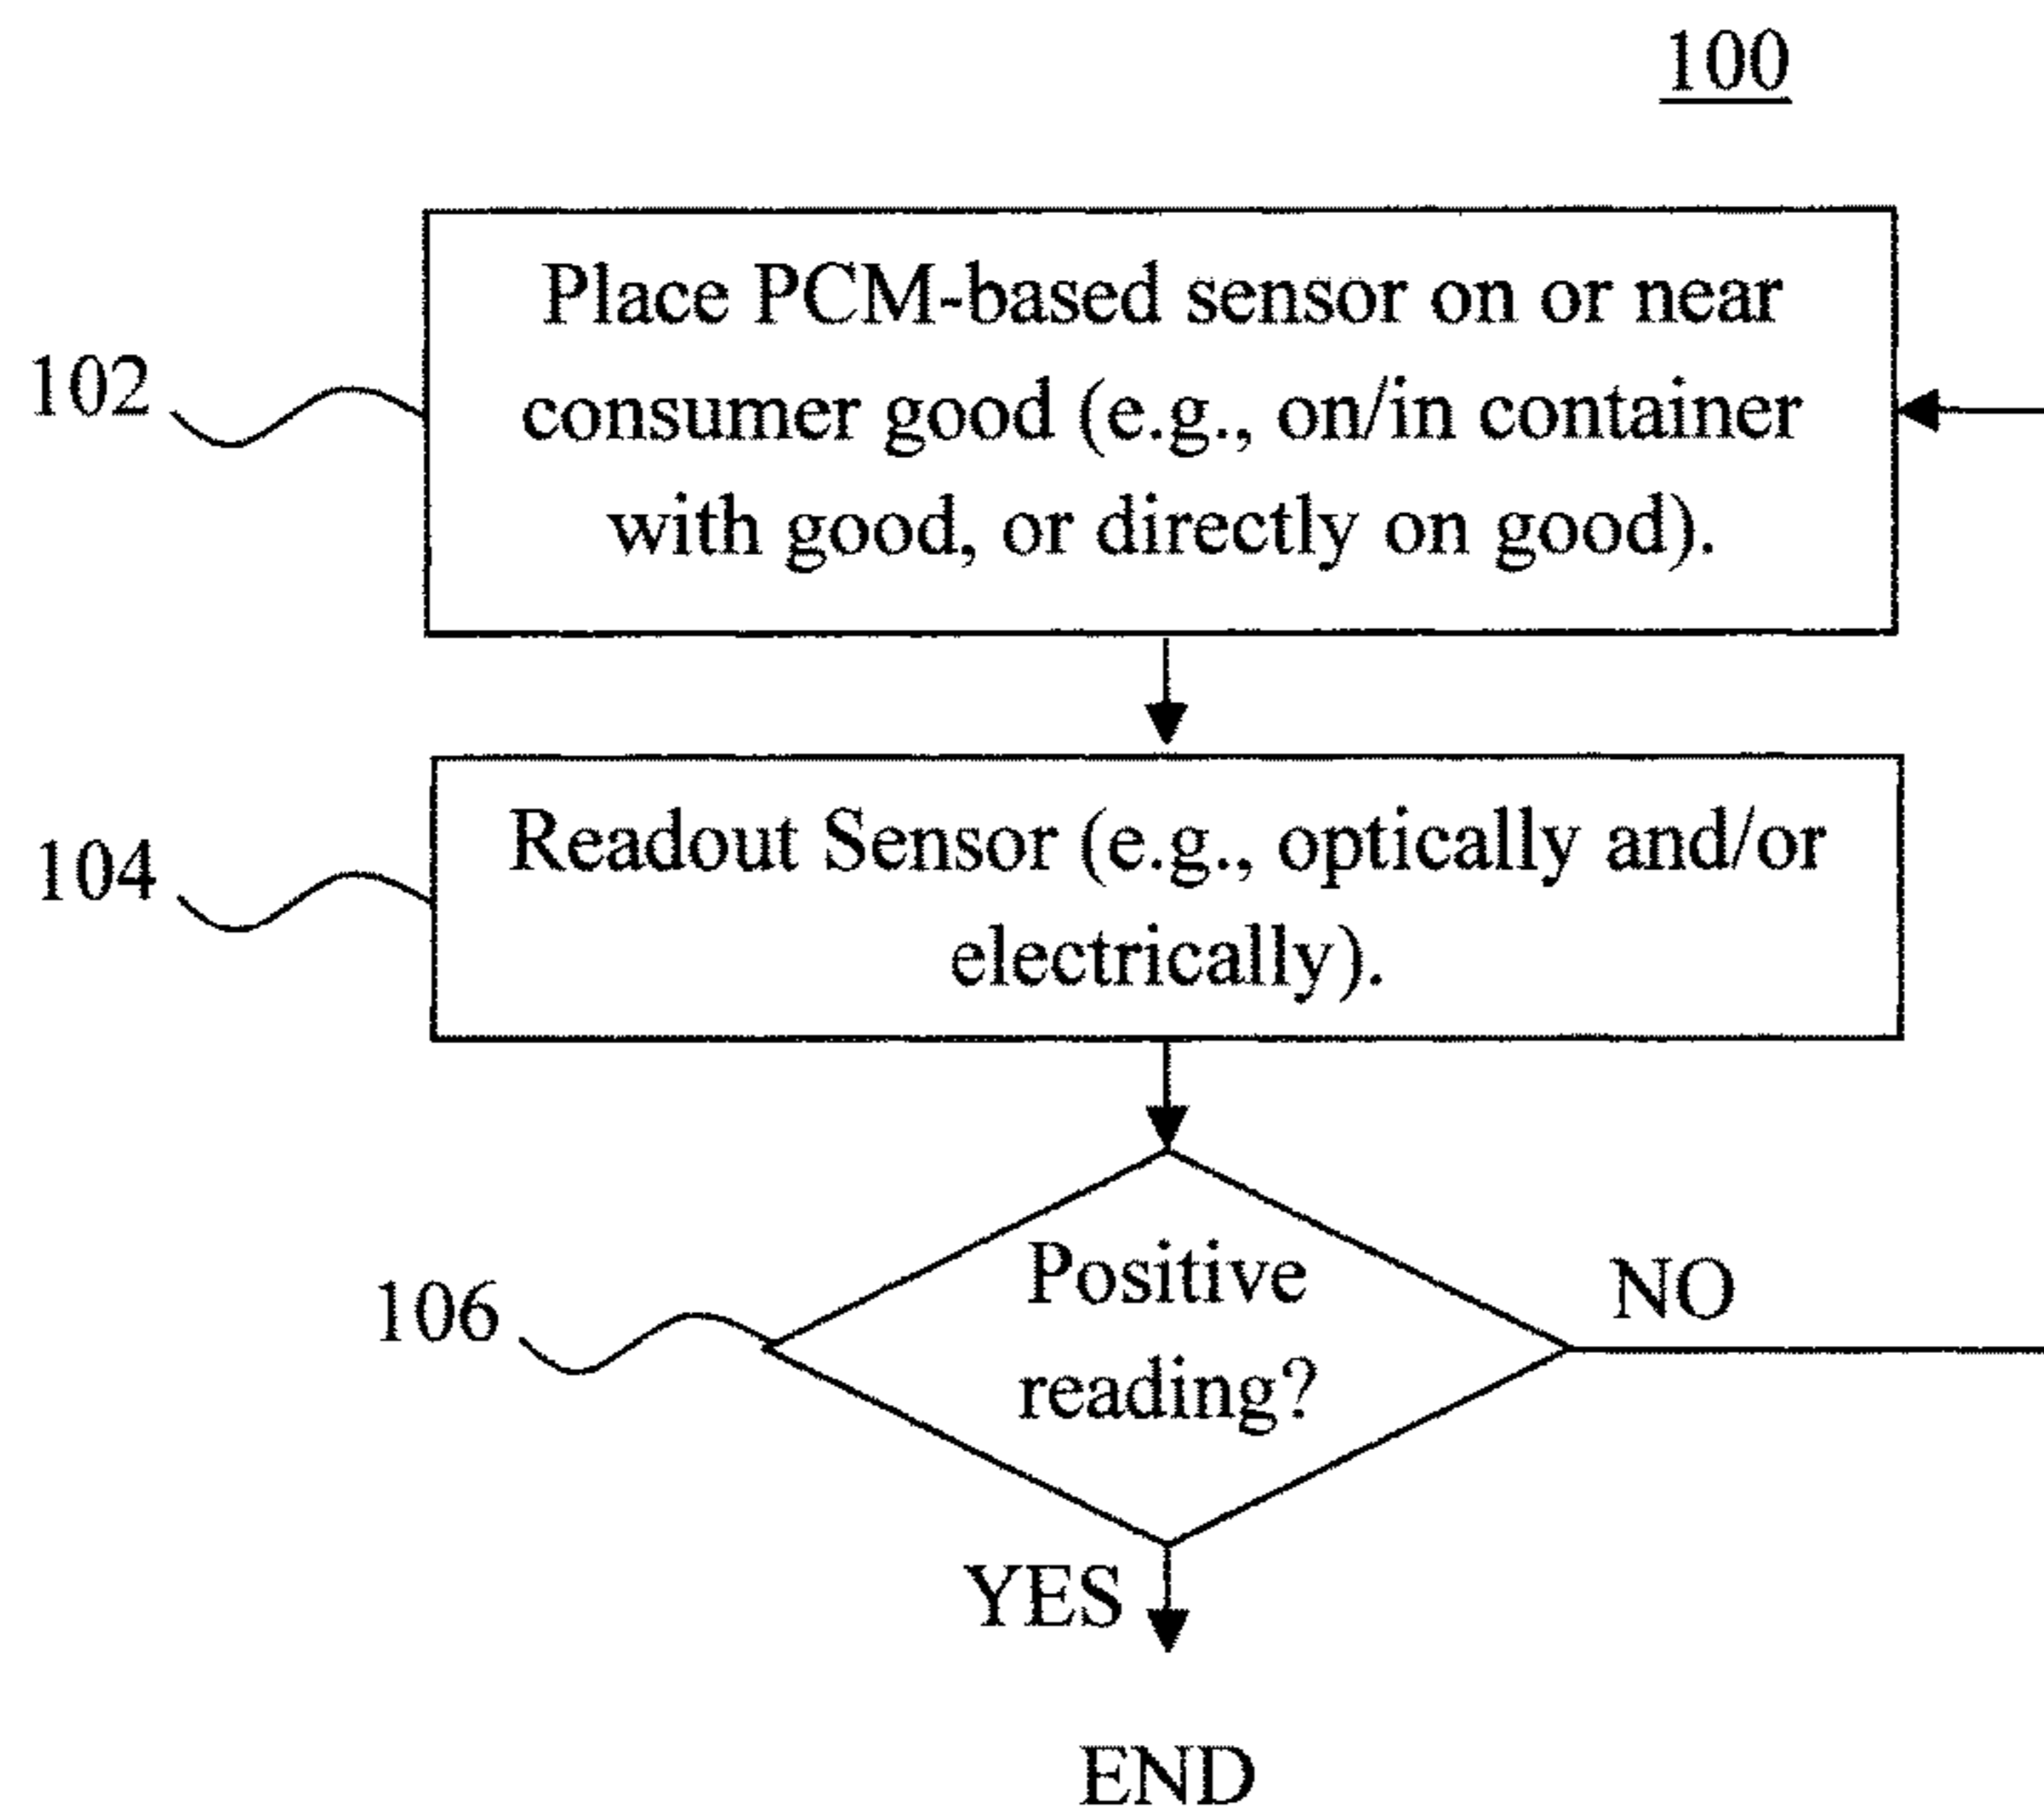 100
Place PCM-based sensor on or near
102
consumer good (e.g., on/in container
with good, or directly on good).
104
Readout Sensor (e.g., optically and/or
electrically).
Positive
106
NO
reading?
YES
END